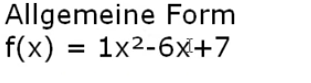 Allgemeine Form
f(x) = 1x²-6x+7